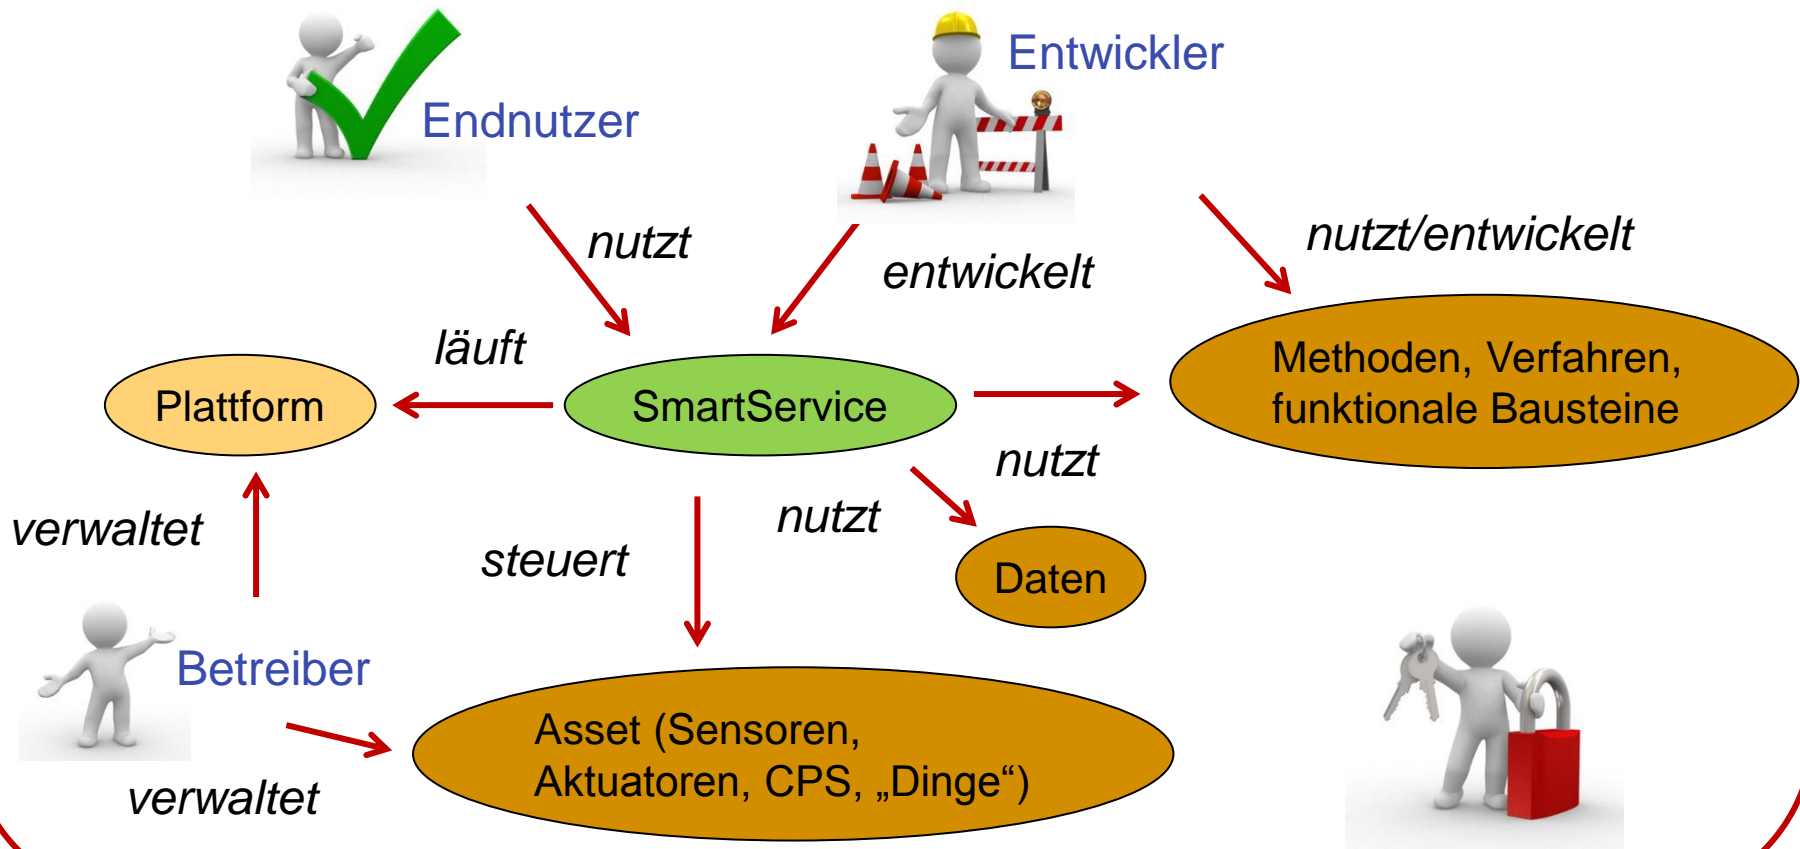 Entwickler
Endnutzer
nutzt
nutzt/entwickelt
entwickelt
läuft
Methoden, Verfahren,
funktionale Bausteine
Plattform
SmartService
nutzt
verwaltet
nutzt
steuert
Daten
Betreiber
Asset (Sensoren,
Aktuatoren, CPS, „Dinge“)
verwaltet